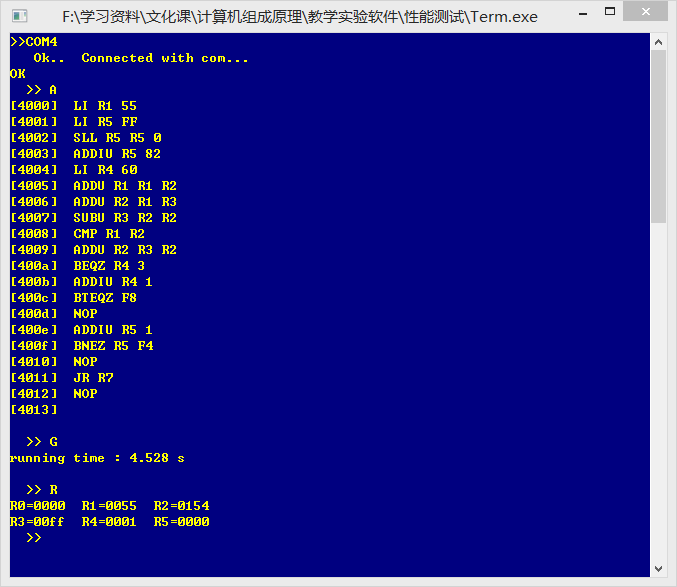 F:\学习资料\文化课\计算机组成原理\教学实验软件\性能测试\Term.exe
>>COM4
Ok..  Connected with com...
OK
>> A
[4000]  LI R1 55
[4001]  LI R5 FF
[4002]  SLL R5 R5 0
[4003]  ADDIU R5 82
[4004]  LI R4 60
[4005]  ADDU R1 R1 R2
[4006]  ADDU R2 R1 R3
[4007]  SUBU R3 R2 R2
[4008]  CMP R1 R2
[4009]  ADDU R2 R3 R2
[400a]  BEQZ R4 3
[400b]  ADDIU R4 1
[400c]  BTEQZ F8
[400d]  NOP
[400e]  ADDIU R5 1
[400f]  BNEZ R5 F4
[4010]  NOP
[4011]  JR R7
[4012]  NOP
[4013]
>> G
running time : 4.528 s
>> R
R0=0000  R1=0055  R2=0154
R3=00ff  R4=0001  R5=0000
>>